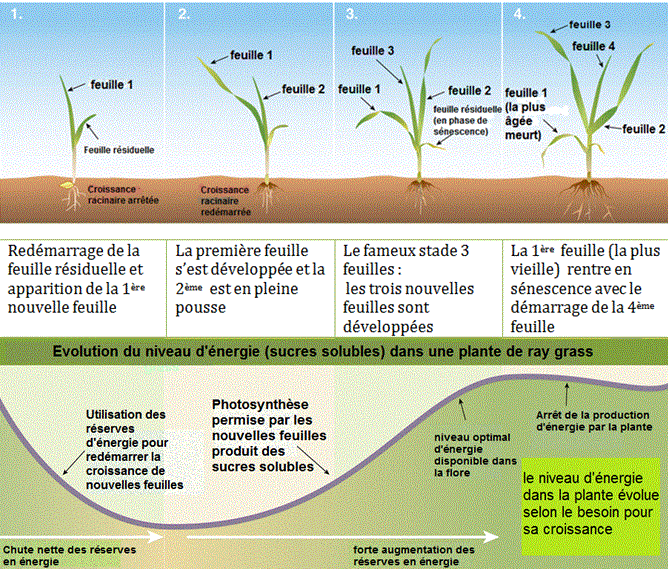 1.
feuille 1
Feuille résiduelle
Croissance
racinaire arrêtée
2.
feuille 1
feuille 2
Croissance
racinaire
redémarrée
3.
feuille 3
feuille 1
feuille 2
feuille résiduelle
(en phase de
sénescence)
4.
feuille 3
feuille 4
feuille 1
(la plus
âgée
meurt)
feuille 2
Redémarrage de la
feuille résiduelle et
apparition de la 1ère
nouvelle feuille
La première feuille
s'est développée et la
2ème est en pleine
pousse
Le fameux stade 3
feuilles :
les trois nouvelles
feuilles sont
développées
La 1ère feuille (la plus
vieille) rentre en
sénescence avec le
démarrage de la 4ème
feuille
Evolution du niveau d'énergie (sucres solubles) dans une plante de ray grass
Utilisation des
réserves
d'énergie pour
redémarrer la
croissance de
nouvelles feuilles
Photosynthèse
permise par les
nouvelles feuilles
produit des
sucres solubles
niveau optimal
d'énergie
disponible dans
la flore
Arrêt de la production
d'énergie par la plante
le niveau d'énergie
dans la plante évolue
selon le besoin pour
sa croissance
Chute nette des réserves
en énergie
forte augmentation des
réserves en énergie